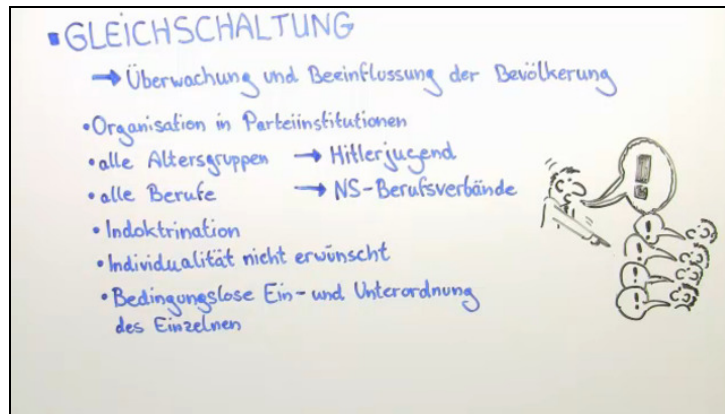 ▪ GLEICHSCHALTUNG
→ Überwachung und Beeinflussung der Bevölkerung
• Organisation in Parteiinstitutionen
• alle Altersgruppen → Hitlerjugend
• alle Berufe → NS-Berufsverbände
• Indoktrination
• Individualität nicht erwünscht
• Bedingungslose Ein- und Unterordnung
des Einzelnen
!
!
!
!
!